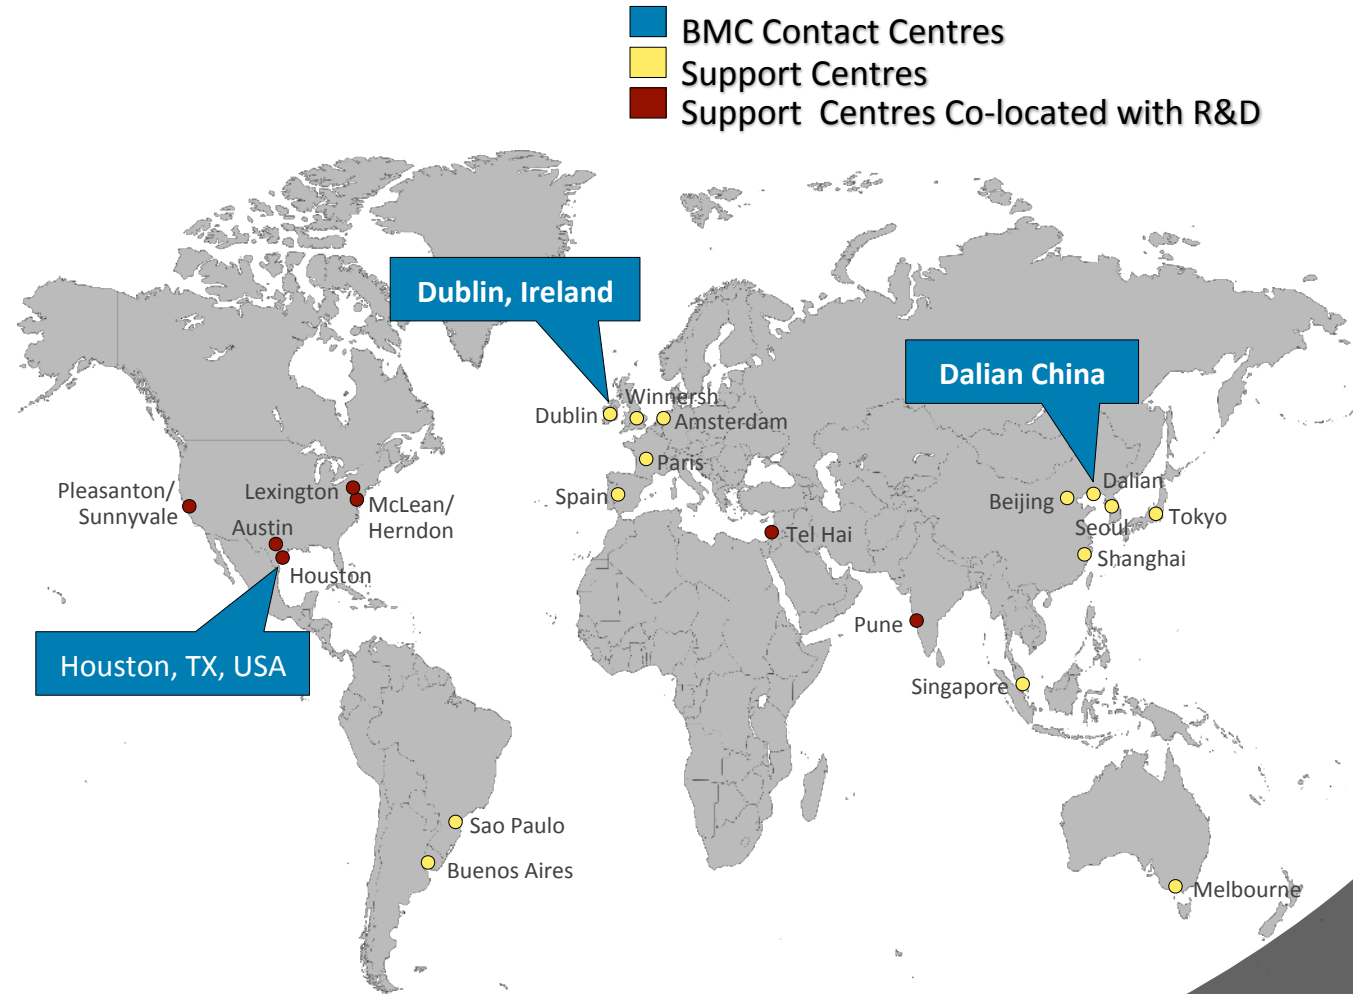 BMC Contact Centres
Support Centres
Support Centres Co-located with R&D
Dublin, Ireland
Dalian China
Winnersh
Dublin
Amsterdam
Paris
Spain
Pleasanton/
Sunnyvale
Lexington
McLean/
Herndon
Austin
Houston
Houston, TX, USA
Tel Hai
Beijing
Dalian
Seoul
Tokyo
Shanghai
Pune
Singapore
Sao Paulo
Buenos Aires
Melbourne